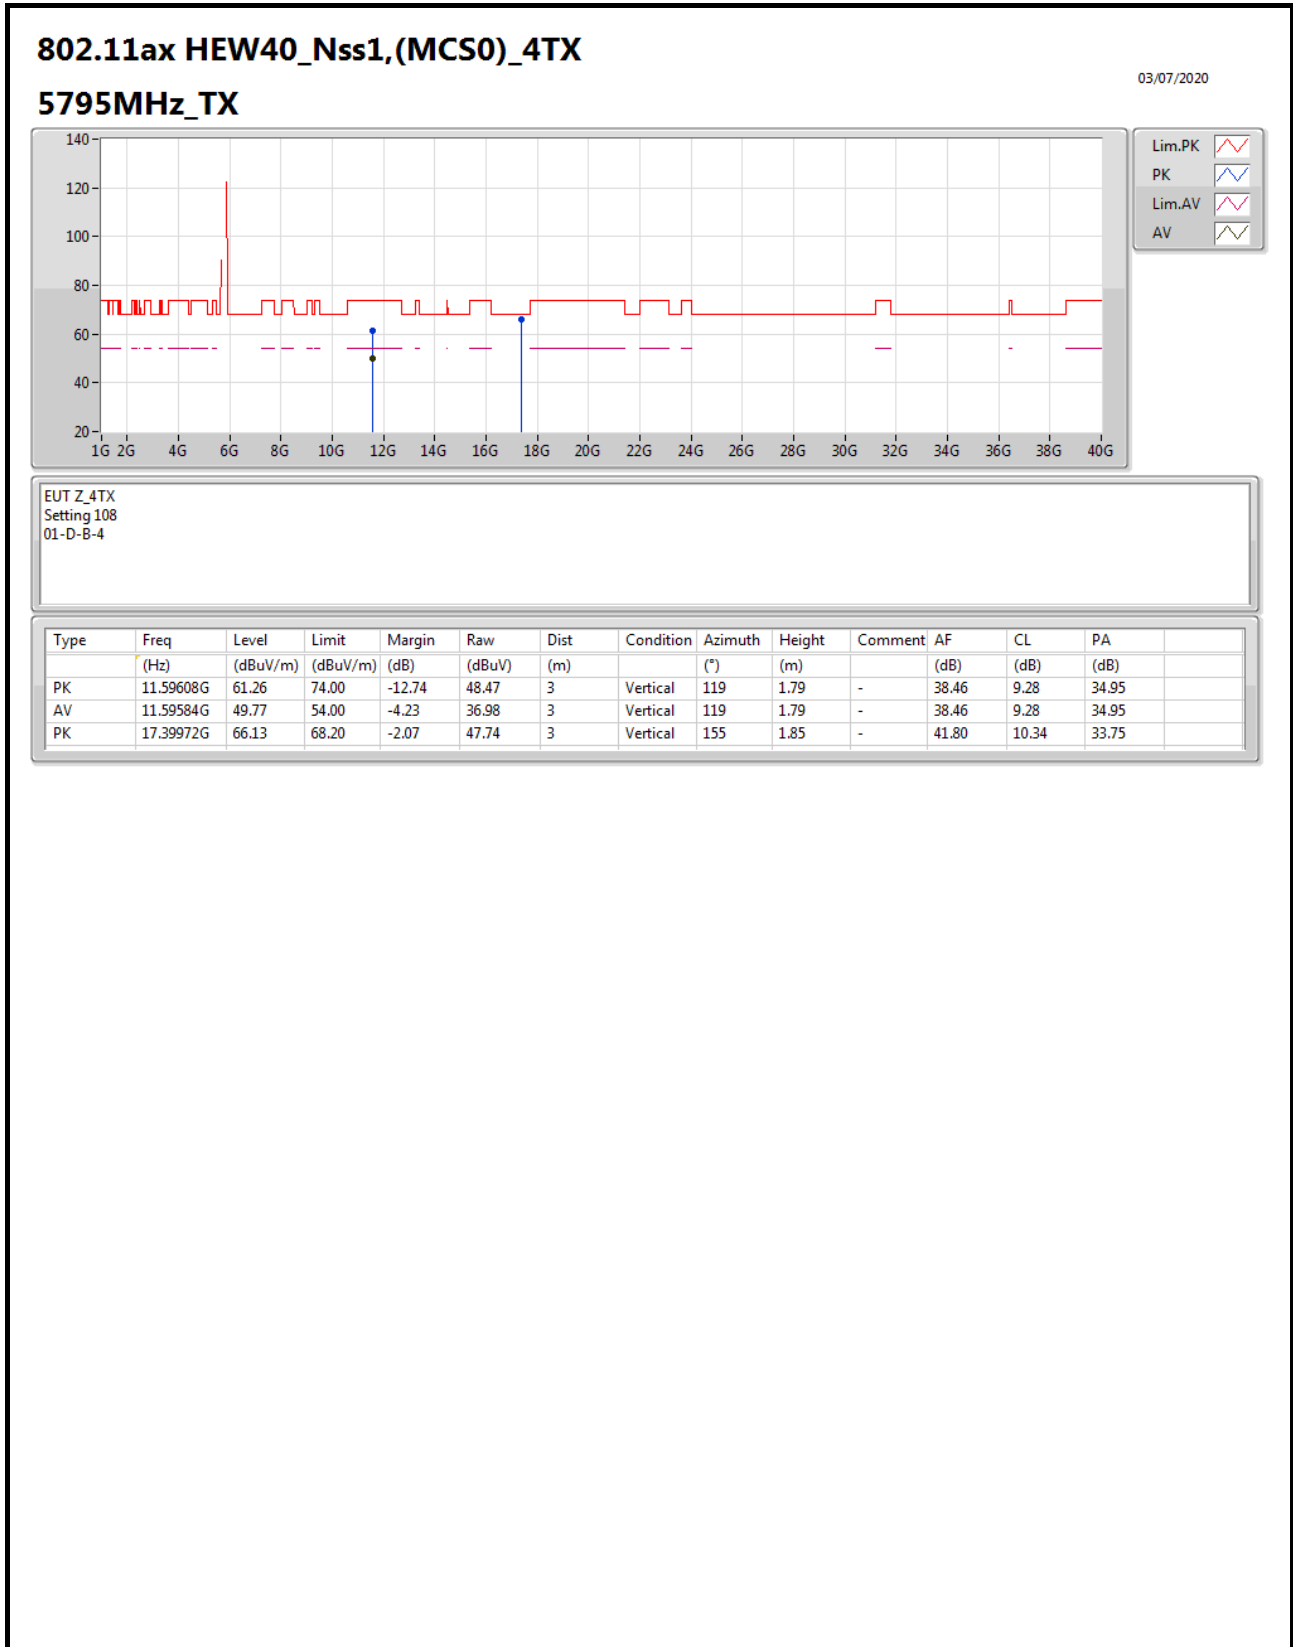 802.11ax HEW40_Nss1,(MCS0)_4TX
03/07/2020
5795MHz_TX
140
120
100
80
60
40
20
1G 2G 4G 6G 8G 10G 12G 14G 16G 18G 20G 22G 24G 26G 28G 30G 32G 34G 36G 38G 40G
Lim.PK
PK
Lim.AV
AV
EUT Z_4TX
Setting 108
01-D-B-4
Type Freq Level Limit Margin Raw Dist Condition Azimuth Height Comment AF CL PA
(Hz) (dBuV/m) (dBuV/m) (dB) (dBuV) (m) (°) (m) (dB) (dB) (dB)
PK 11.59608G 61.26 74.00 -12.74 48.47 3 Vertical 119 1.79 - 38.46 9.28 34.95
AV 11.59584G 49.77 54.00 -4.23 36.98 3 Vertical 119 1.79 - 38.46 9.28 34.95
PK 17.39972G 66.13 68.20 -2.07 47.74 3 Vertical 155 1.85 - 41.80 10.34 33.75